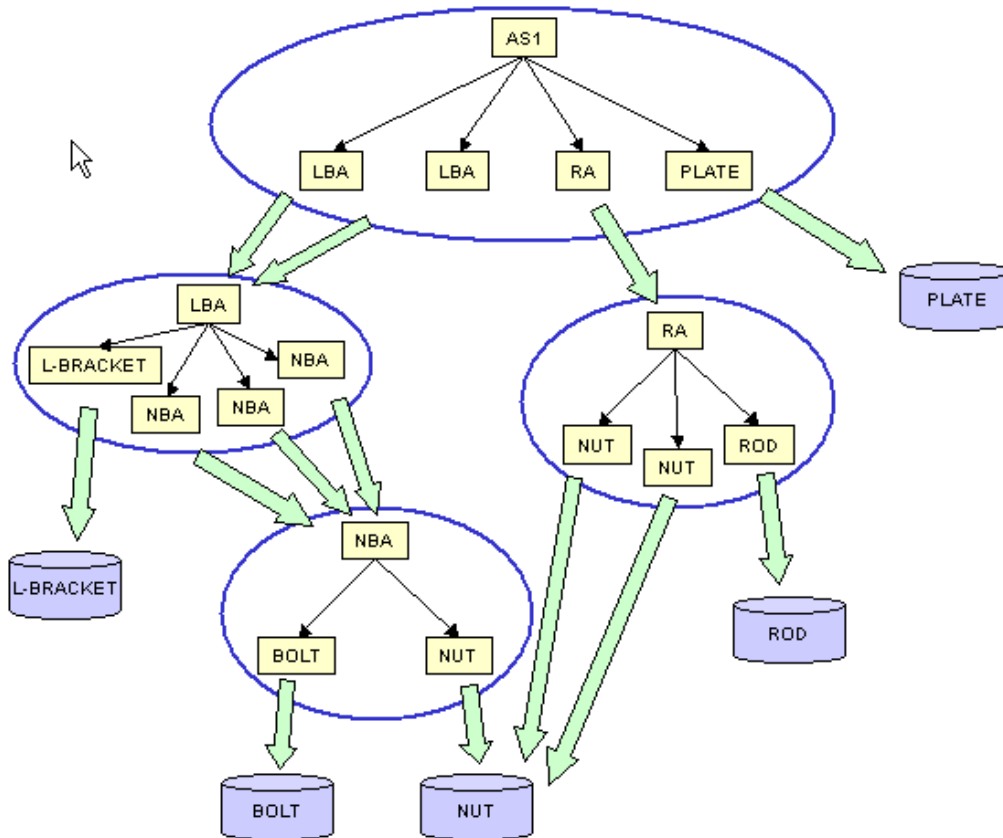 AS1
LBA
LBA
RA
PLATE
PLATE
LBA
L-BRACKET
NBA
NBA
NBA
RA
NUT
NUT
ROD
NBA
BOLT
NUT
L-BRACKET
ROD
BOLT
NUT